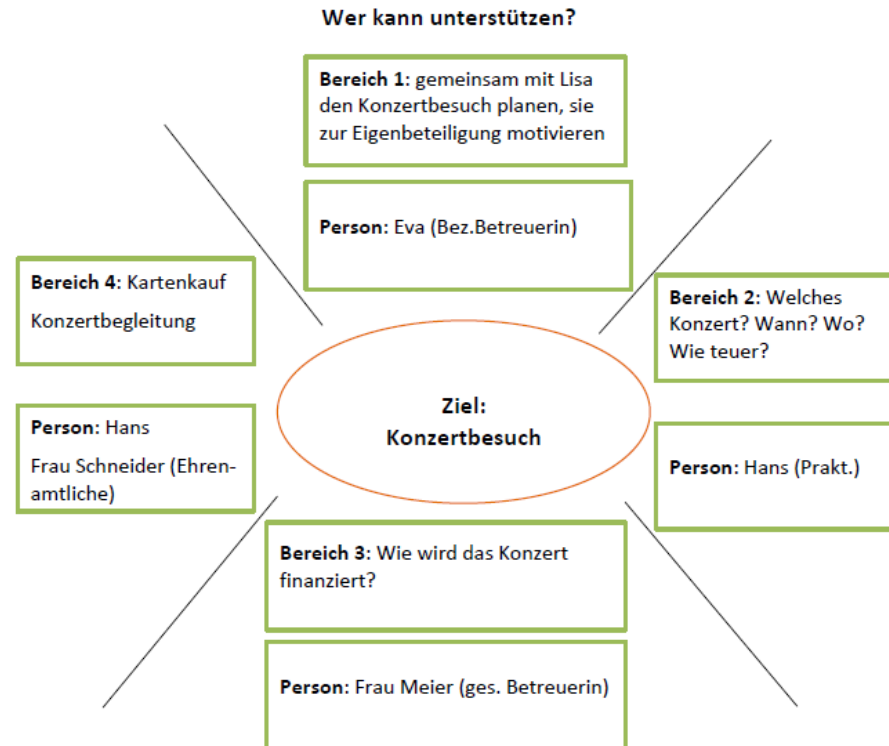 Wer kann unterstützen?
Bereich 1: gemeinsam mit Lisa
den Konzertbesuch planen, sie
zur Eigenbeteiligung motivieren
Person: Eva (Bez.Betreuerin)
Bereich 2: Welches
Konzert? Wann? Wo?
Wie teuer?
Person: Hans (Prakt.)
Bereich 3: Wie wird das Konzert
finanziert?
Person: Frau Meier (ges. Betreuerin)
Bereich 4: Kartenkauf
Konzertbegleitung
Person: Hans
Frau Schneider (Ehren-
amtliche)
Ziel:
Konzertbesuch